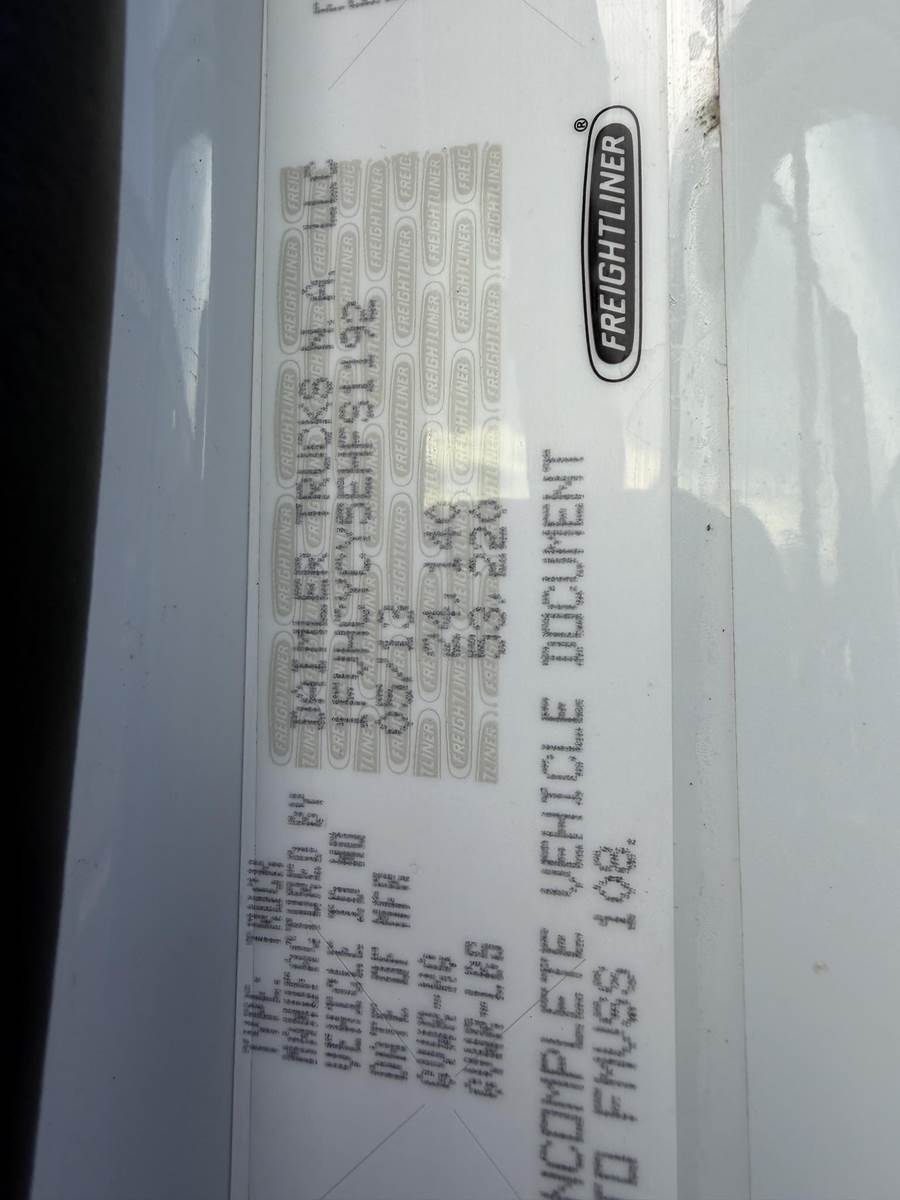 TYPE: TRUCK
MANUFACTURED BY DAIMLER TRUCKS N.A. LLC
VEHICLE ID NO 1FVHCYCY5EHFS1192
DATE OF MFR 05/13
GVWR-KG 24,140
GVWR-LBS 53,220
NCOMPLETE VEHICLE DOCUMENT
TO FMVSS 108.
FREIGHTLINER®